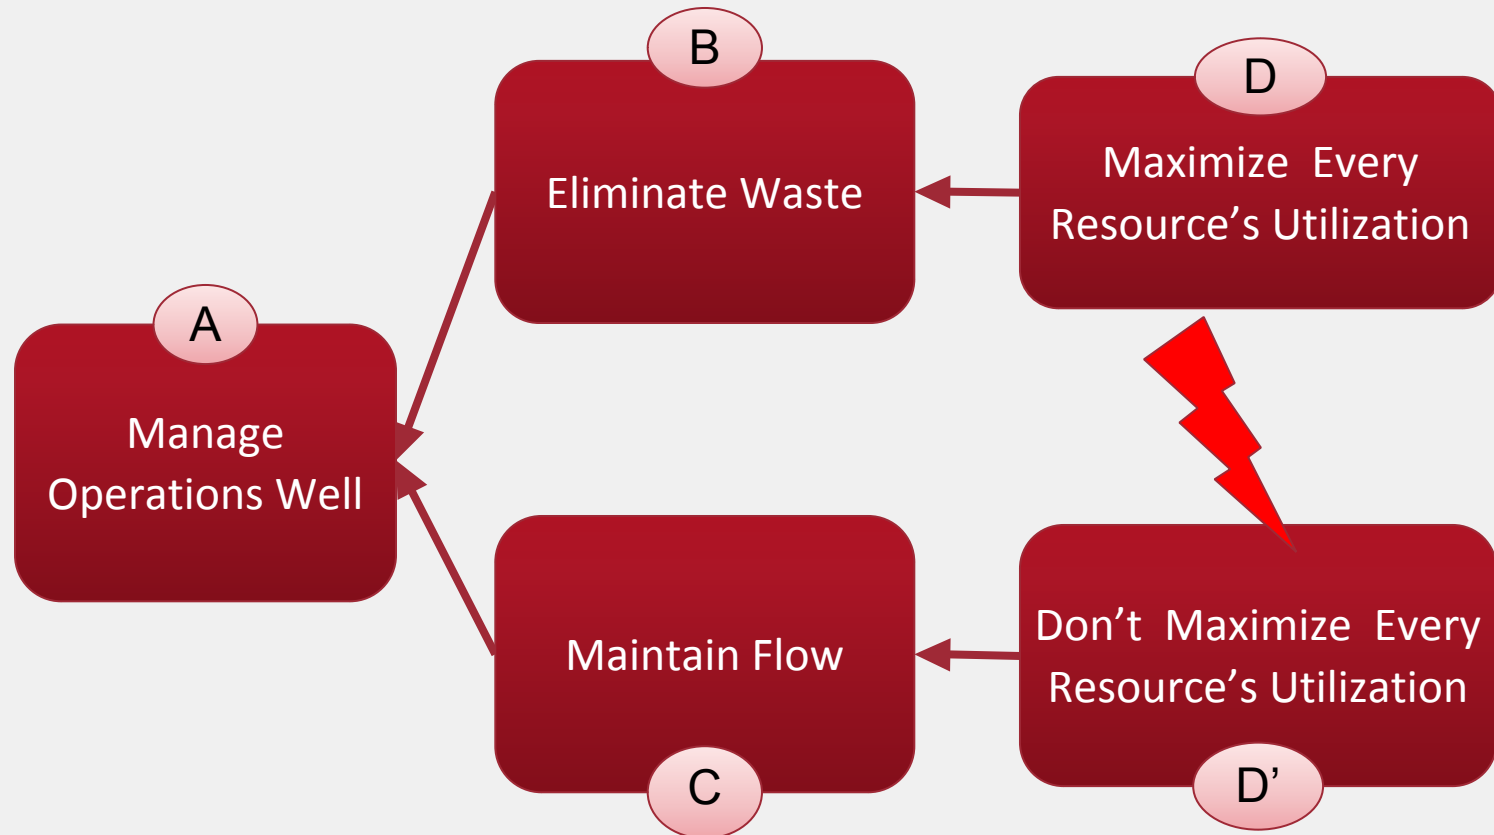 B
Eliminate Waste
D
Maximize Every
Resource’s Utilization
A
Manage
Operations Well
Maintain Flow
C
Don’t Maximize Every
Resource’s Utilization
D’